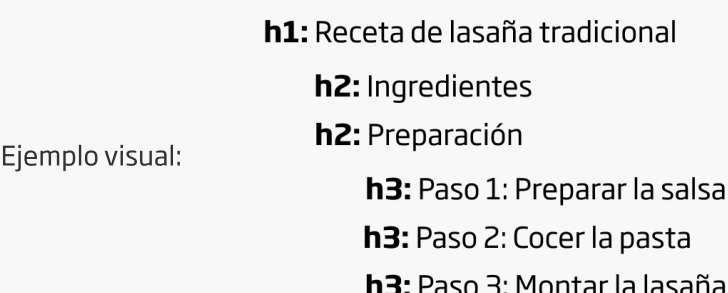 h1: Receta de lasaña tradicional
h2: Ingredientes
h2: Preparación
Ejemplo visual:
h3: Paso 1: Preparar la salsa
h3: Paso 2: Cocer la pasta
h3: Paso 3: Montar la lasaña